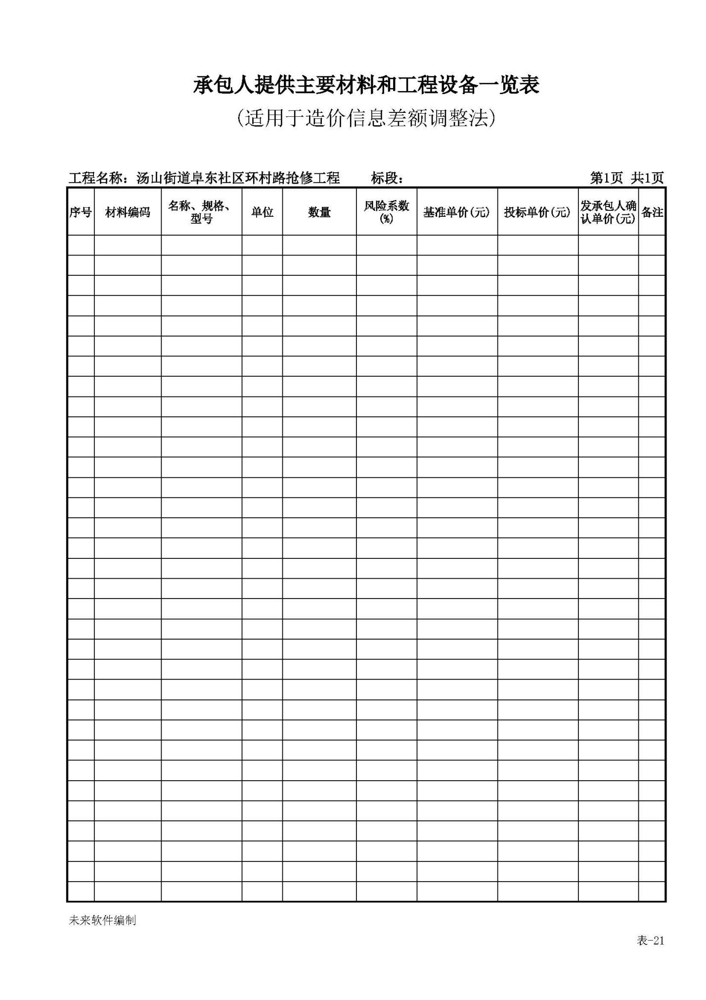 承包人提供主要材料和工程设备一览表
(适用于造价信息差额调整法)
工程名称：汤山街道阜东社区环村路抢修工程 标段： 第1页 共1页
序号 材料编码 名称、规格、型号 单位 数量 风险系数(%) 基准单价(元) 投标单价(元) 发承包人确认单价(元) 备注
未来软件编制
表-21